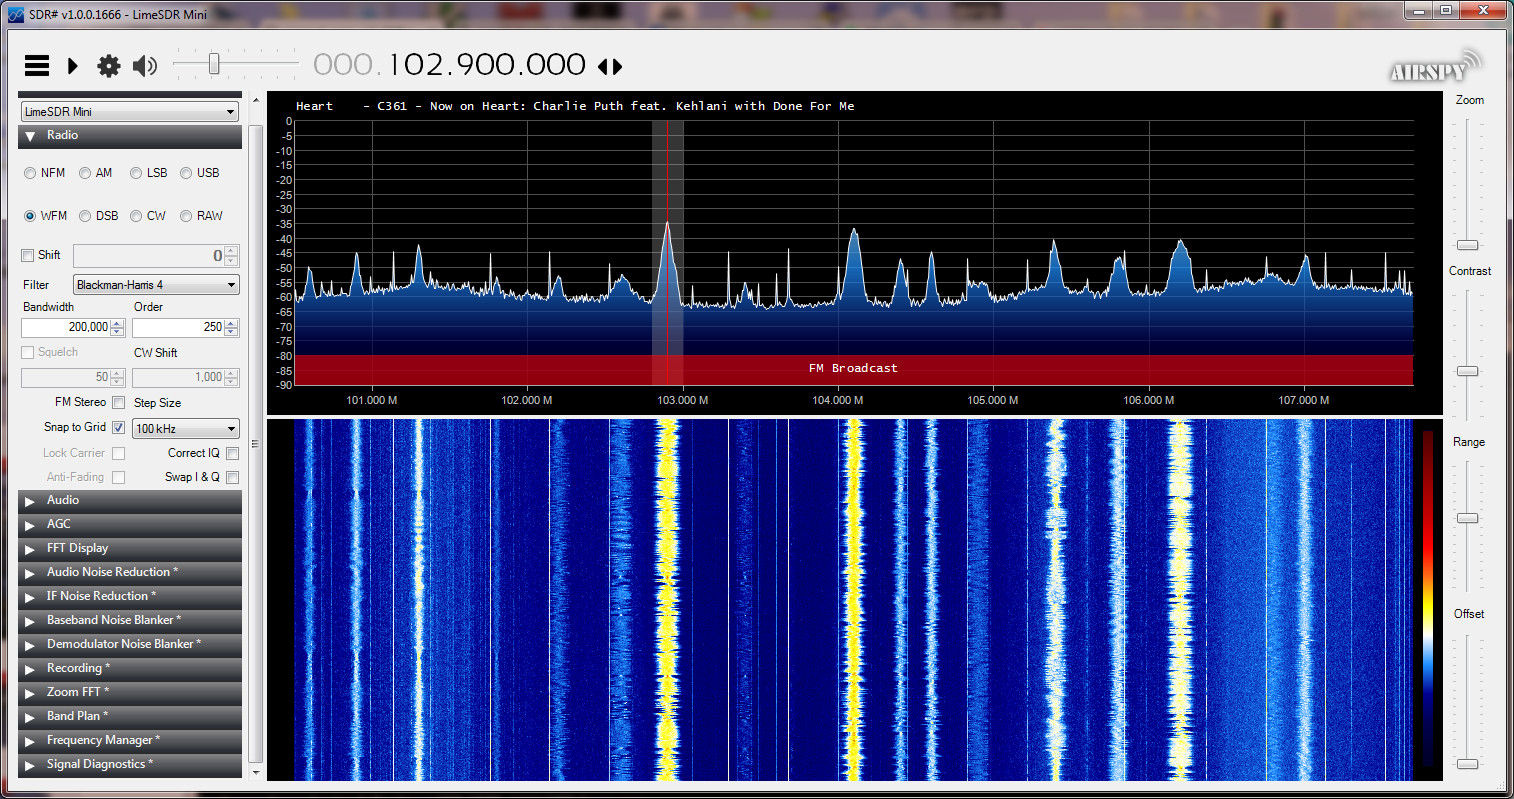 SDR# v1.0.0.1666 - LimeSDR Mini
000.102.900.000
AIRSPY
LimeSDR Mini
Radio
NFM AM LSB USB
WFM DSB CW RAW
Shift 0
Filter Blackman-Harris 4
Bandwidth Order
200,000 250
Squelch CW Shift
50 1,000
FM Stereo Step Size
Snap to Grid 100 kHz
Lock Carrier Correct IQ
Anti-Fading Swap I & Q
Audio
AGC
FFT Display
Audio Noise Reduction *
IF Noise Reduction *
Baseband Noise Blanker *
Demodulator Noise Blanker *
Recording *
Zoom FFT *
Band Plan *
Frequency Manager *
Signal Diagnostics *
Heart - C361 - Now on Heart: Charlie Puth feat. Kehlani with Done For Me
0
-5
-10
-15
-20
-25
-30
-35
-40
-45
-50
-55
-60
-65
-70
-75
-80
-85
-90
FM Broadcast
101.000 M 102.000 M 103.000 M 104.000 M 105.000 M 106.000 M 107.000 M
Zoom
Contrast
Range
Offset